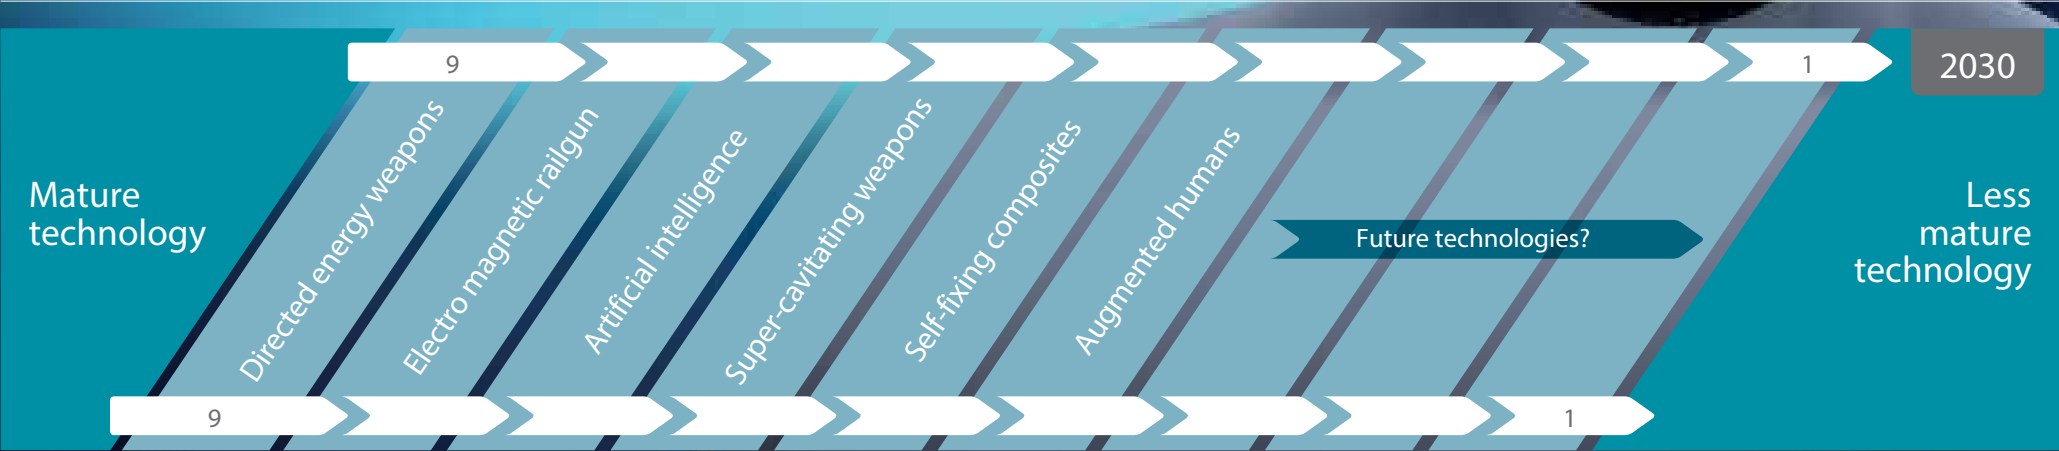 9
1
2030
Mature
technology
Directed energy weapons
Electro magnetic railgun
Artificial intelligence
Super-cavitating weapons
Self-fixing composites
Augmented humans
Future technologies?
Less
mature
technology
9
1